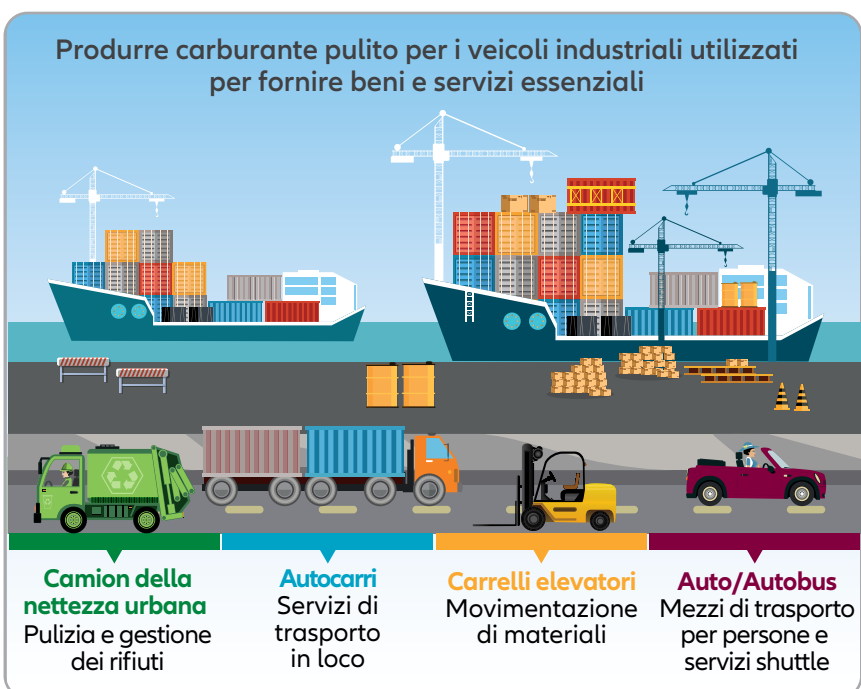 Produrre carburante pulito per i veicoli industriali utilizzati
per fornire beni e servizi essenziali
Camion della
nettezza urbana
Pulizia e gestione
dei rifiuti
Autocarri
Servizi di
trasporto
in loco
Carrelli elevatori
Movimentazione
di materiali
Auto/Autobus
Mezzi di trasporto
per persone e
servizi shuttle